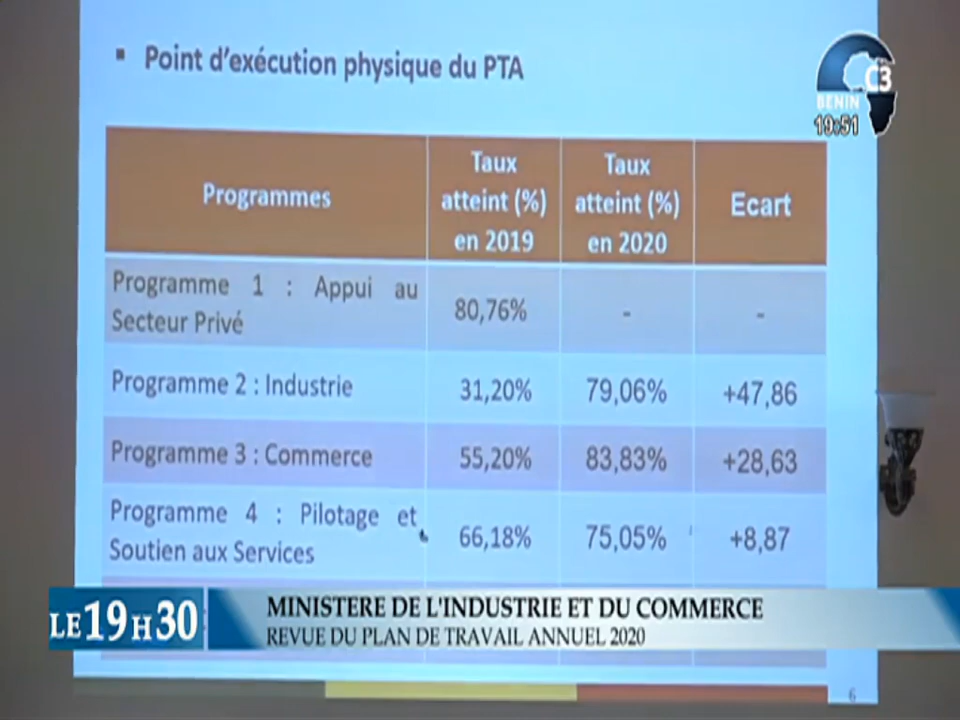 ▪ Point d'exécution physique du PTA
C3
BENIN
19:51
Programmes
Taux
atteint (%)
en 2019
Taux
atteint (%)
en 2020
Ecart
Programme 1 : Appui au
Secteur Privé
80,76%
-
-
Programme 2 : Industrie
31,20%
79,06%
+47,86
Programme 3 : Commerce
55,20%
83,83%
+28,63
Programme 4 : Pilotage et
Soutien aux Services
66,18%
75,05%
+8,87
LE 19H30
MINISTERE DE L'INDUSTRIE ET DU COMMERCE
REVUE DU PLAN DE TRAVAIL ANNUEL 2020
6